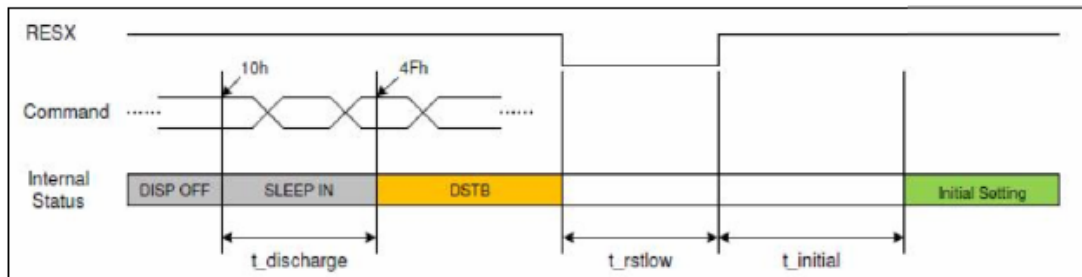 RESX
10h
4Fh
Command
......
......
Internal
Status
DISP OFF
SLEEP IN
DSTB
Initial Setting
t_discharge
t_rstlow
t_initial